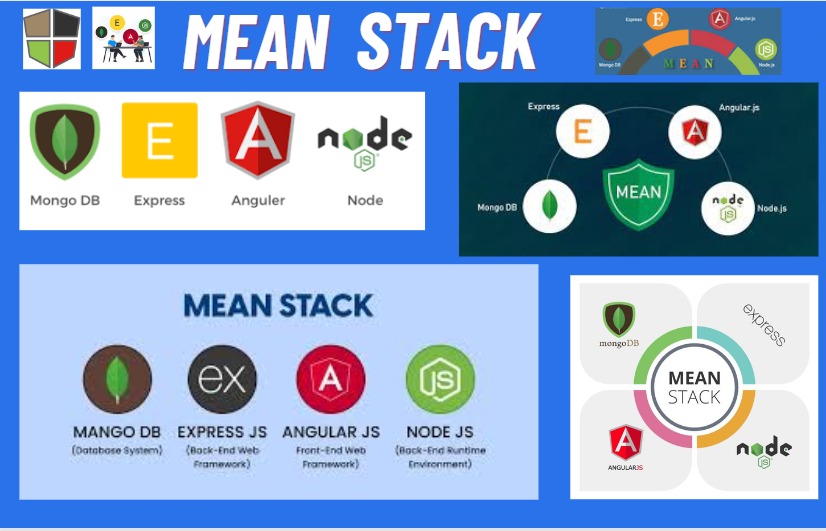 MEAN STACK
Express
E
A
Angular.js
Mongo DB
MEAN
Node.js
E
A
node
JS
Mongo DB
Express
Anguler
Node
Express
E
Angular.js
A
MEAN
Mongo DB
node
JS
Node.js
MEAN STACK
ex
A
JS
MANGO DB
EXPRESS JS
ANGULAR JS
NODE JS
(Database System)
(Back-End Web
Framework)
Front-End Web
Framework)
(Back-End Runtime
Environment)
mongoDB
express
MEAN
STACK
A
ANGULARJS
node
JS